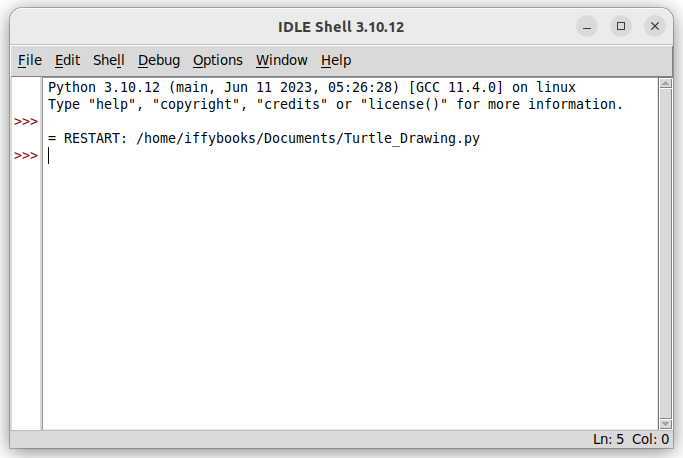 IDLE Shell 3.10.12
File Edit Shell Debug Options Window Help
Python 3.10.12 (main, Jun 11 2023, 05:26:28) [GCC 11.4.0] on linux
Type "help", "copyright", "credits" or "license()" for more information.
>>>
= RESTART: /home/iffybooks/Documents/Turtle_Drawing.py
>>>
Ln: 5 Col: 0